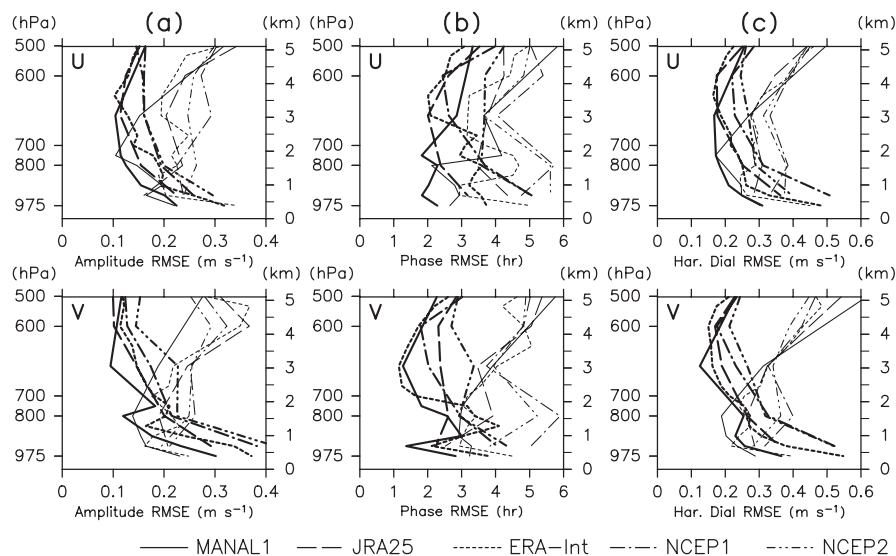 (a) (b) (c)
(hPa) (km) (hPa) (km) (hPa) (km)
500 U 5 500 U 5 500 U 5
600 4 600 4 600 4
3 3 3
700 700 700
800 2 800 2 800 2
1 1 1
975 975 975
0 0 0
0 0.1 0.2 0.3 0.4 0 1 2 3 4 5 6 0 0.1 0.2 0.3 0.4 0.5 0.6
Amplitude RMSE (m s⁻¹) Phase RMSE (hr) Har. Dial RMSE (m s⁻¹)
(hPa) (km) (hPa) (km) (hPa) (km)
500 V 5 500 V 5 500 V 5
600 4 600 4 600 4
3 3 3
700 700 700
800 2 800 2 800 2
1 1 1
975 975 975
0 0 0
0 0.1 0.2 0.3 0.4 0 1 2 3 4 5 6 0 0.1 0.2 0.3 0.4 0.5 0.6
Amplitude RMSE (m s⁻¹) Phase RMSE (hr) Har. Dial RMSE (m s⁻¹)
MANAL1 JRA25 ERA-Int NCEP1 NCEP2